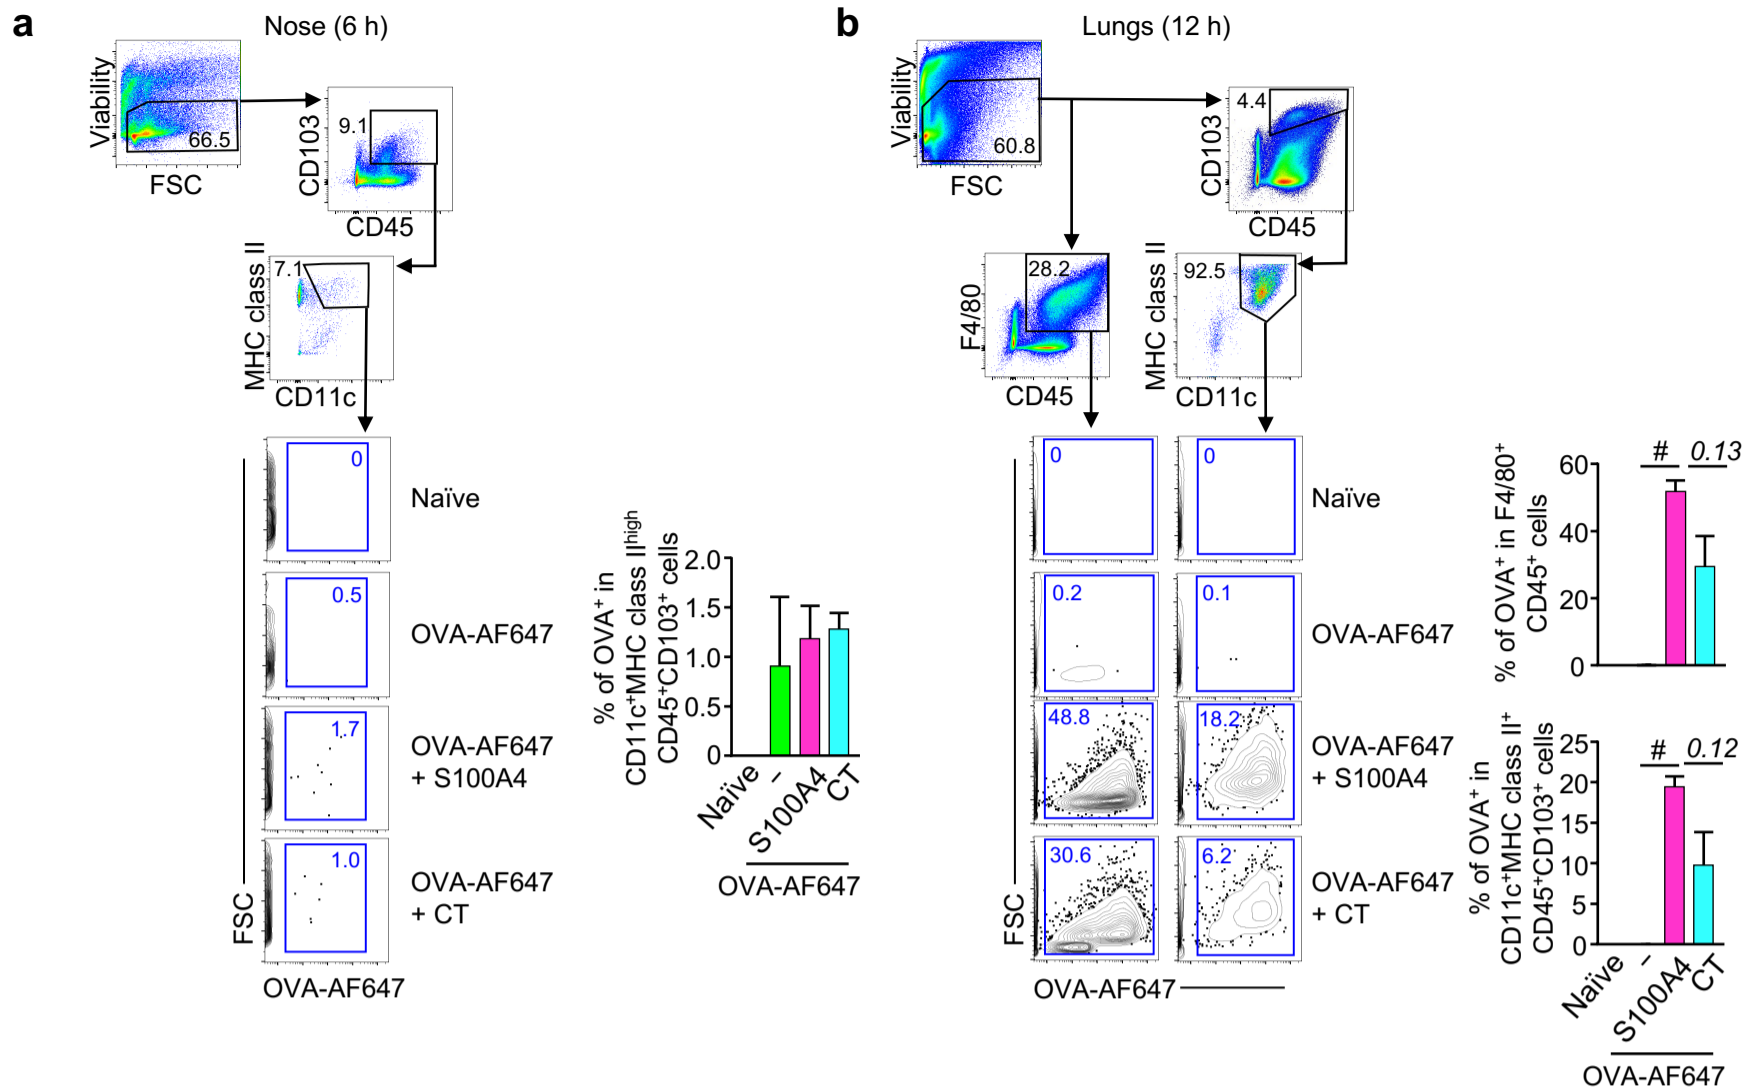 a
Nose (6 h)
Viability
66.5
FSC
CD103
9.1
CD45
MHC class II
7.1
CD11c
0
Naïve
0.5
OVA-AF647
1.7
OVA-AF647
+ S100A4
1.0
OVA-AF647
+ CT
FSC
OVA-AF647
% of OVA⁺ in
CD11c⁺MHC class IIʰⁱᵍʰ
CD45⁺CD103⁺ cells
2.0
1.5
1.0
0.5
0
Naïve
–
S100A4
CT
OVA-AF647
b
Lungs (12 h)
Viability
60.8
FSC
CD103
4.4
CD45
F4/80
28.2
CD45
MHC class II
92.5
CD11c
0
0
Naïve
0.2
0.1
OVA-AF647
48.8
18.2
OVA-AF647
+ S100A4
30.6
6.2
OVA-AF647
+ CT
FSC
OVA-AF647
% of OVA⁺ in F4/80⁺
CD45⁺ cells
60
40
20
0
#
0.13
% of OVA⁺ in
CD11c⁺MHC class II⁺
CD45⁺CD103⁺ cells
25
20
15
10
5
0
#
0.12
Naïve
–
S100A4
CT
OVA-AF647